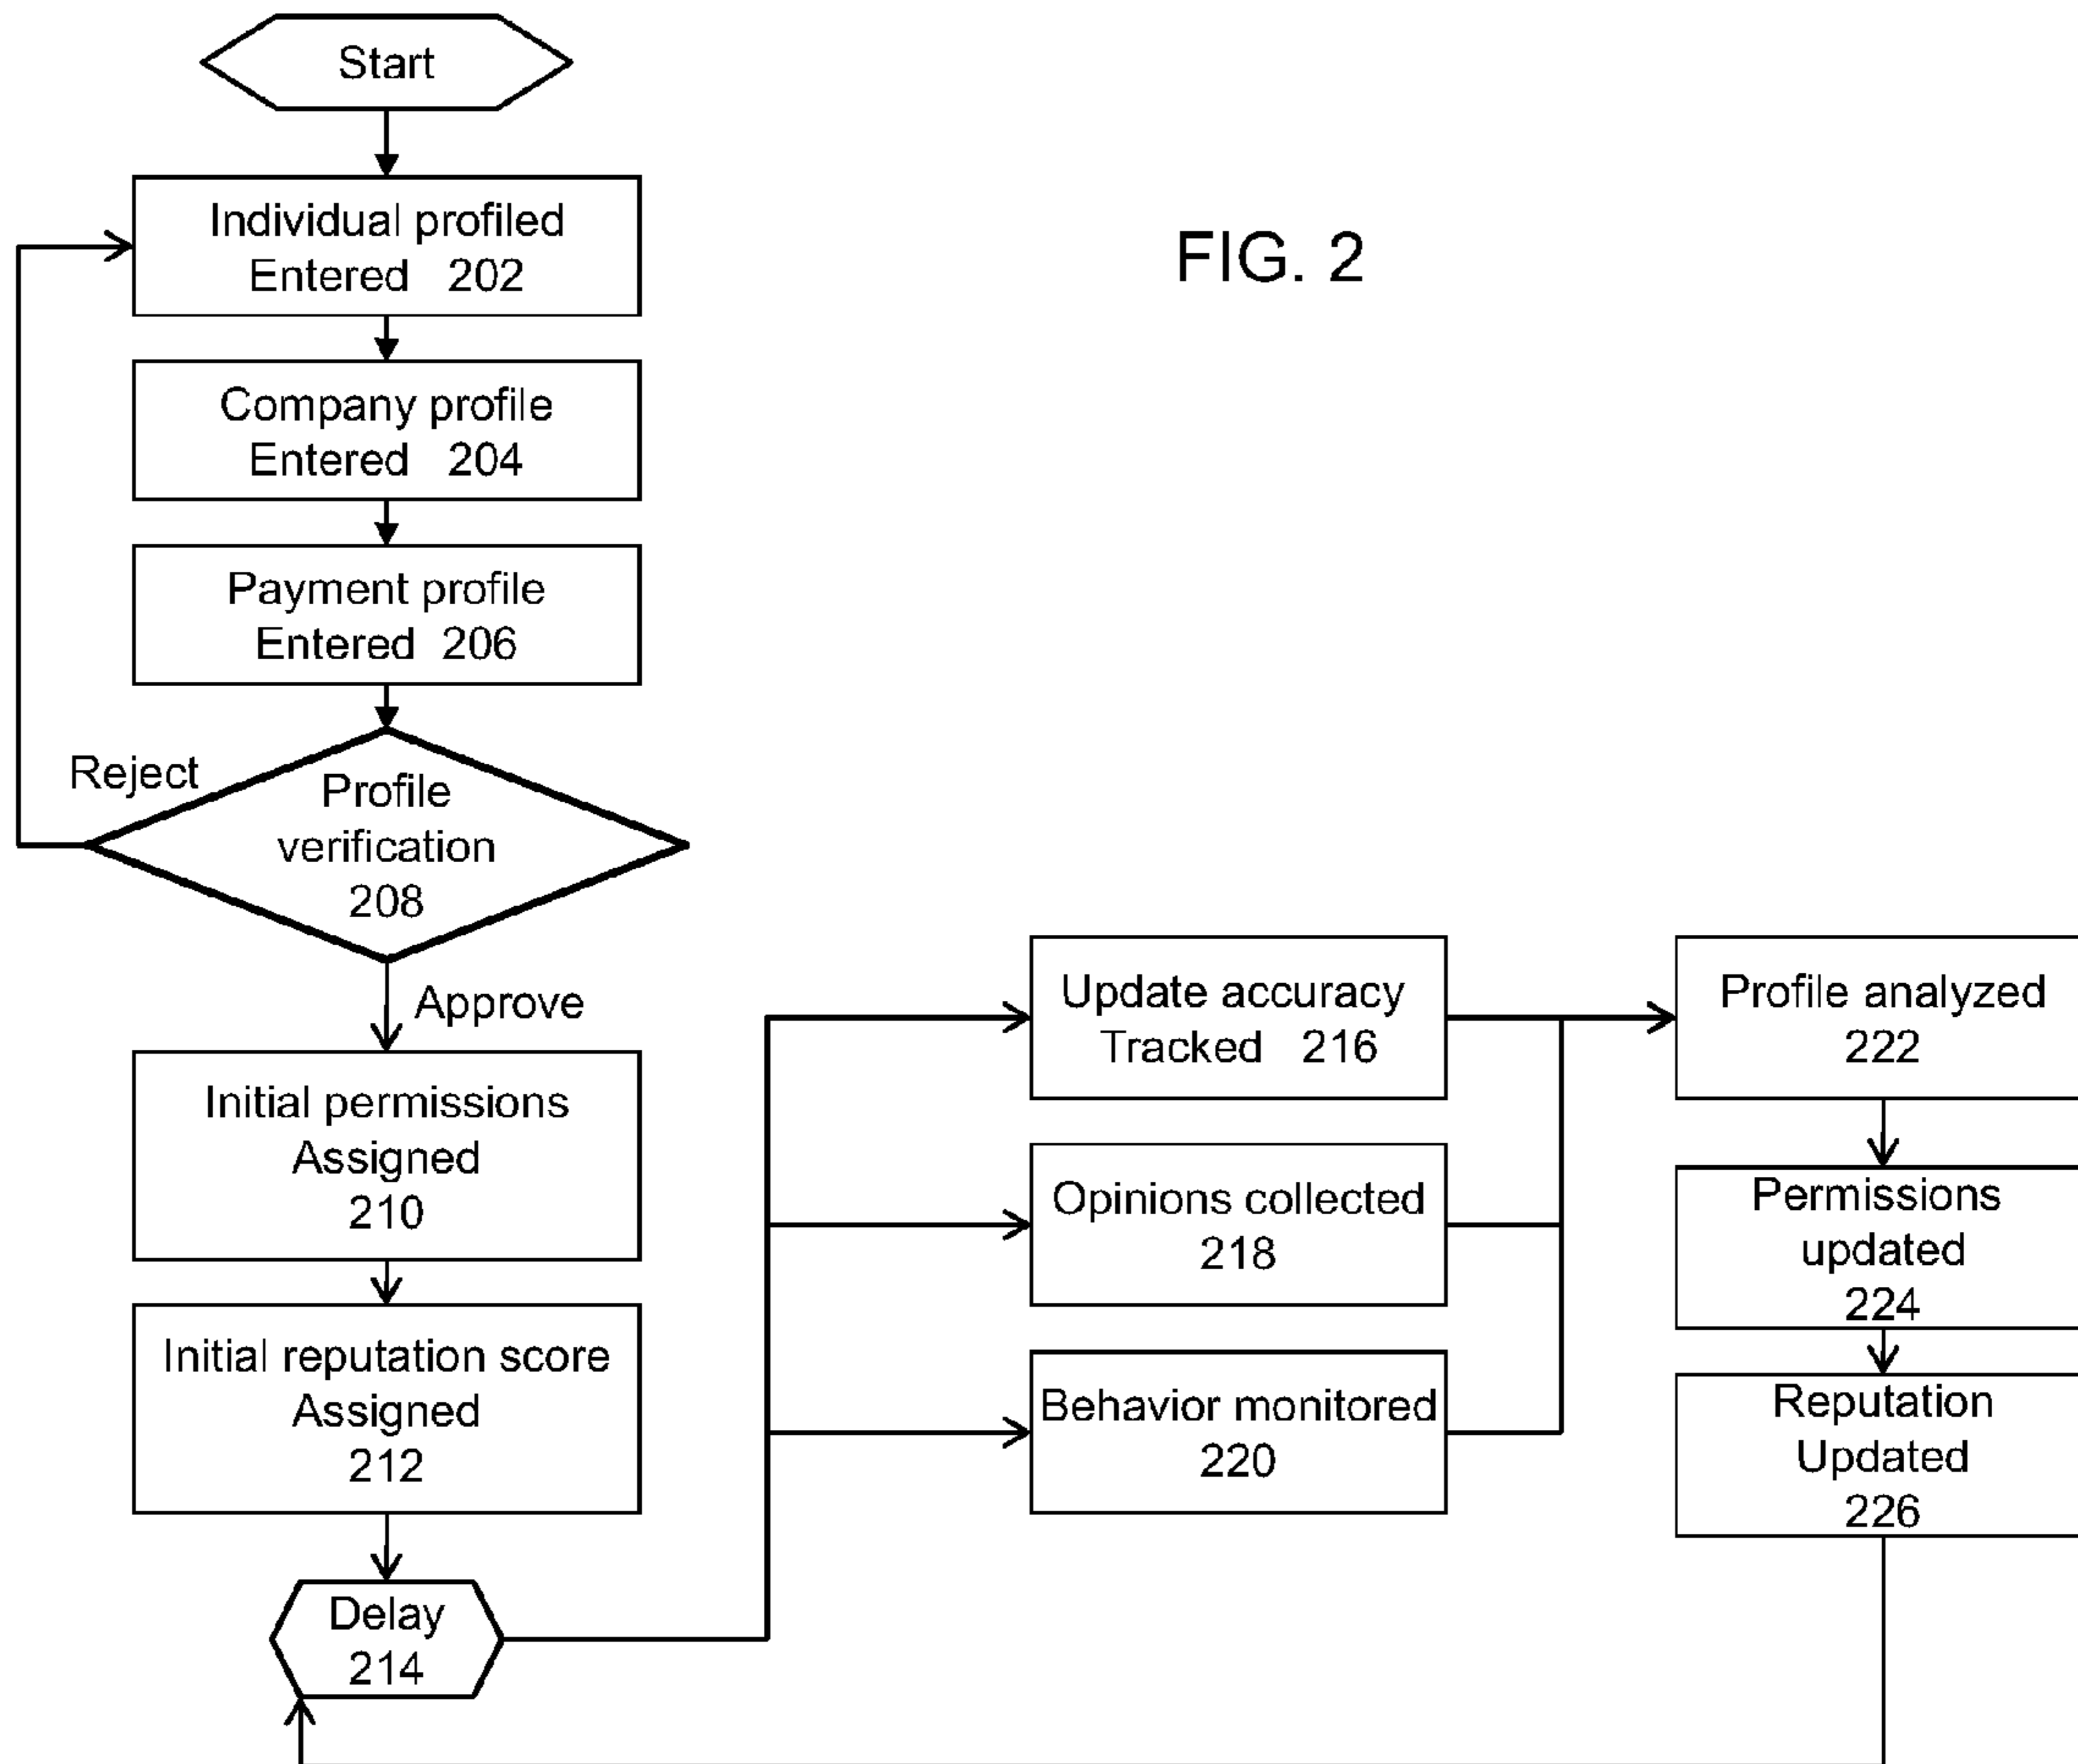 Start
Individual profiled
Entered 202
FIG. 2
Company profile
Entered 204
Payment profile
Entered 206
Reject
Profile
verification
208
Approve
Initial permissions
Assigned
210
Initial reputation score
Assigned
212
Delay
214
Update accuracy
Tracked 216
Opinions collected
218
Behavior monitored
220
Profile analyzed
222
Permissions
updated
224
Reputation
Updated
226